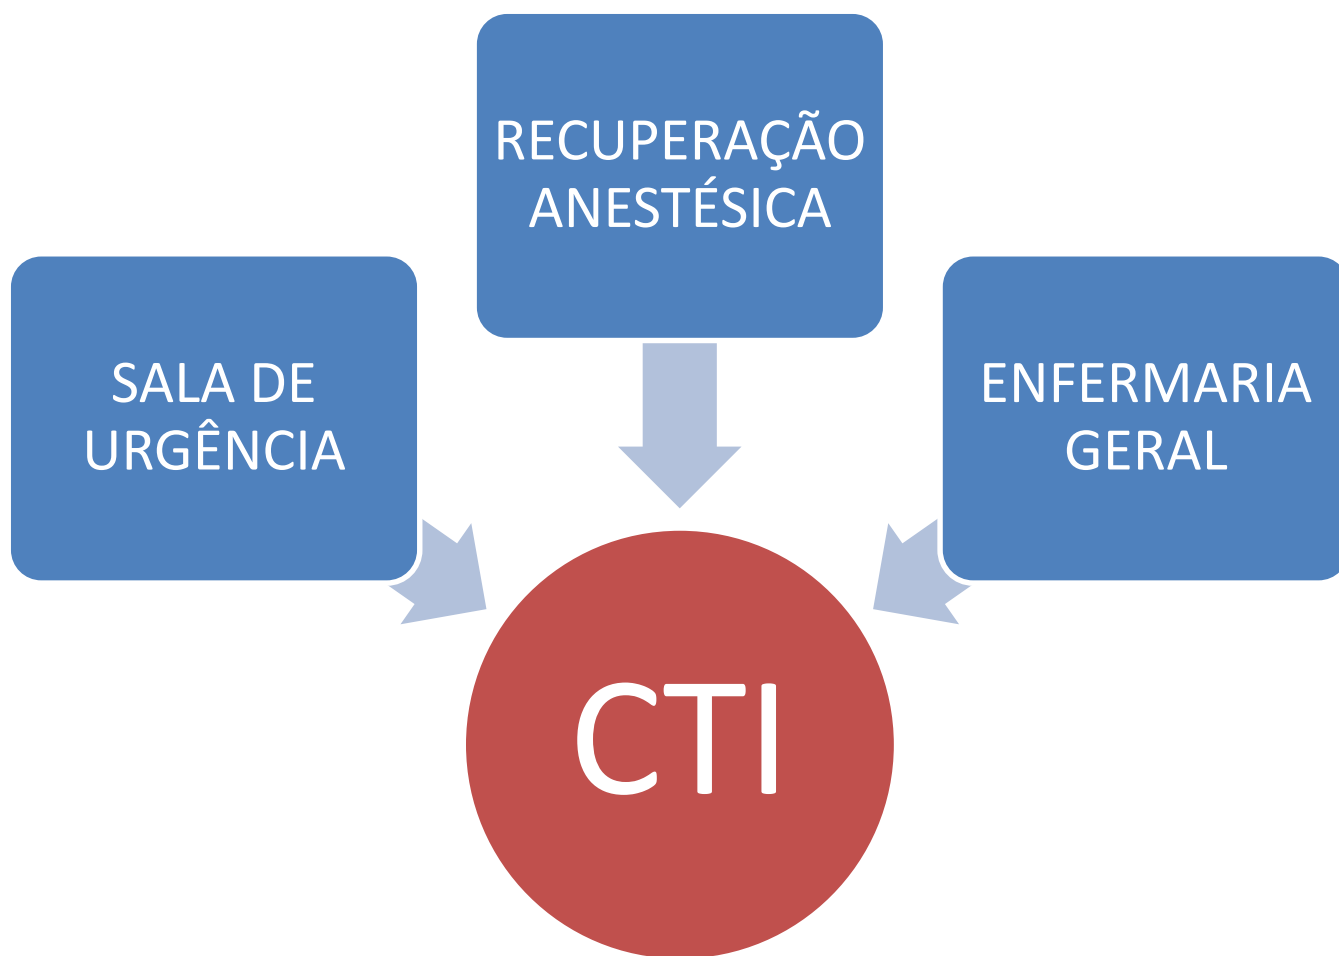 RECUPERAÇÃO
ANESTÉSICA
SALA DE
URGÊNCIA
ENFERMARIA
GERAL
CTI